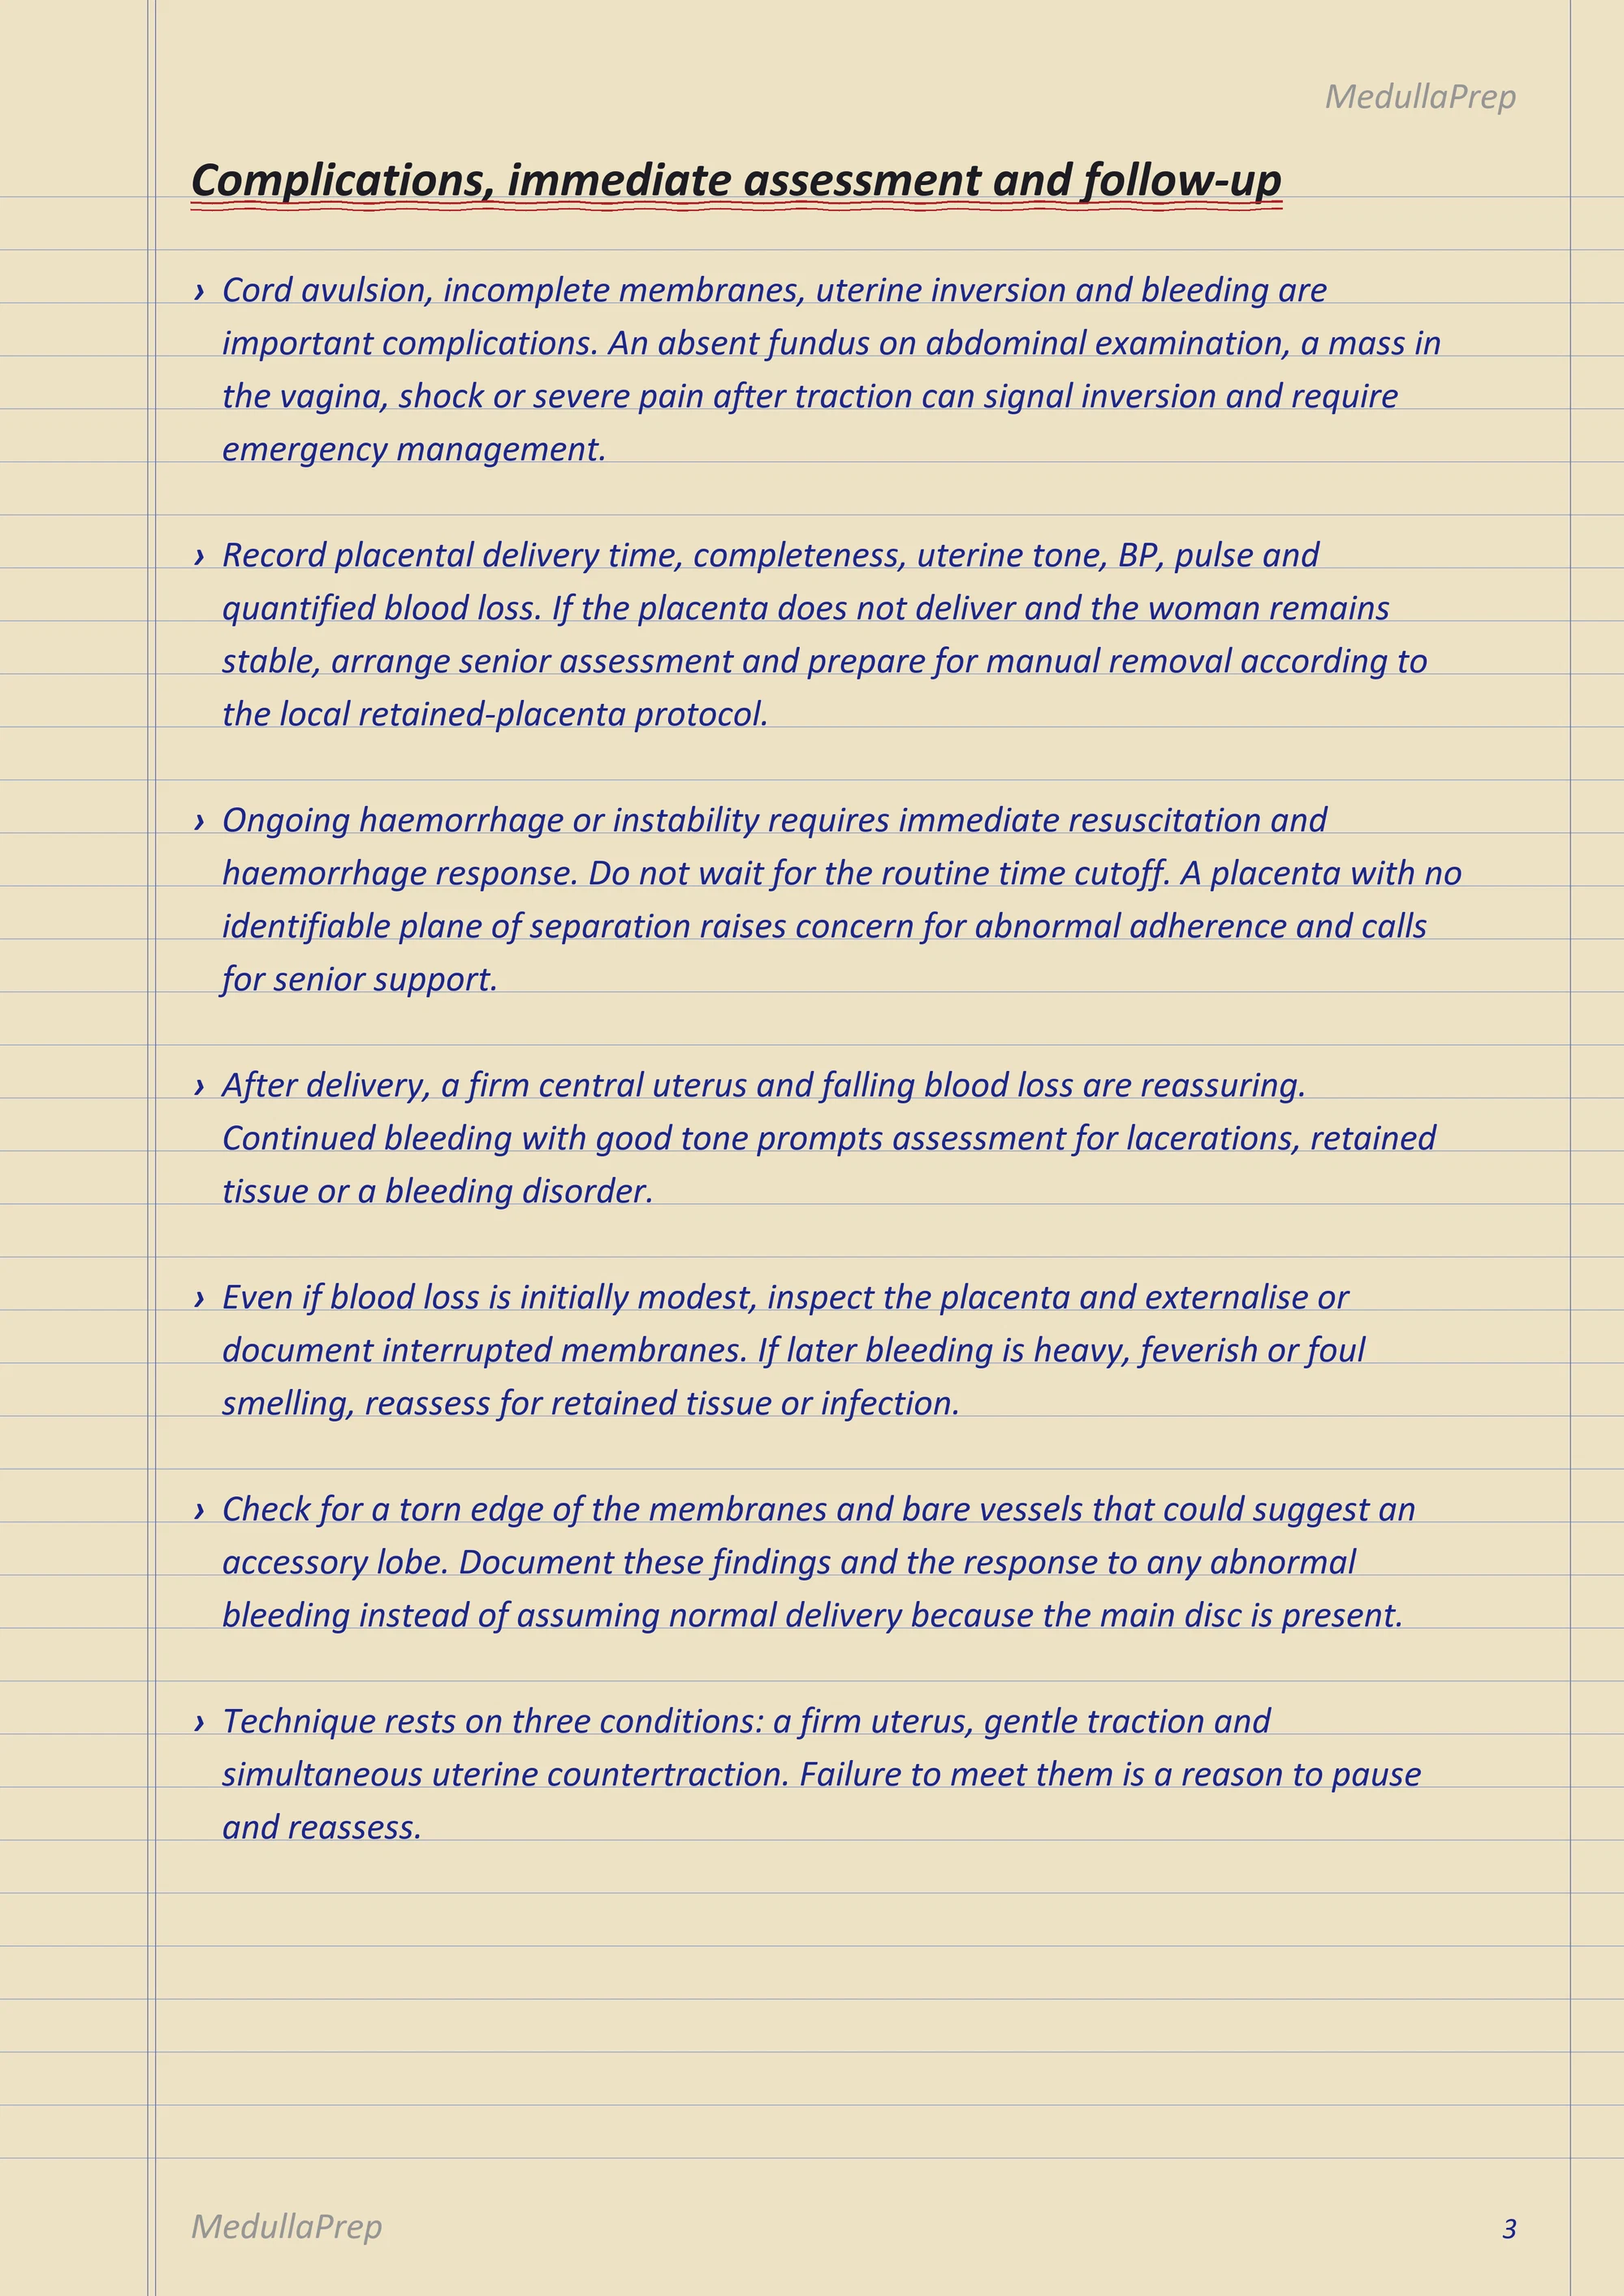 MedullaPrep
Complications, immediate assessment and follow-up
› Cord avulsion, incomplete membranes, uterine inversion and bleeding are
important complications. An absent fundus on abdominal examination, a mass in
the vagina, shock or severe pain after traction can signal inversion and require
emergency management.
› Record placental delivery time, completeness, uterine tone, BP, pulse and
quantified blood loss. If the placenta does not deliver and the woman remains
stable, arrange senior assessment and prepare for manual removal according to
the local retained-placenta protocol.
› Ongoing haemorrhage or instability requires immediate resuscitation and
haemorrhage response. Do not wait for the routine time cutoff. A placenta with no
identifiable plane of separation raises concern for abnormal adherence and calls
for senior support.
› After delivery, a firm central uterus and falling blood loss are reassuring.
Continued bleeding with good tone prompts assessment for lacerations, retained
tissue or a bleeding disorder.
› Even if blood loss is initially modest, inspect the placenta and externalise or
document interrupted membranes. If later bleeding is heavy, feverish or foul
smelling, reassess for retained tissue or infection.
› Check for a torn edge of the membranes and bare vessels that could suggest an
accessory lobe. Document these findings and the response to any abnormal
bleeding instead of assuming normal delivery because the main disc is present.
› Technique rests on three conditions: a firm uterus, gentle traction and
simultaneous uterine countertraction. Failure to meet them is a reason to pause
and reassess.
MedullaPrep
3